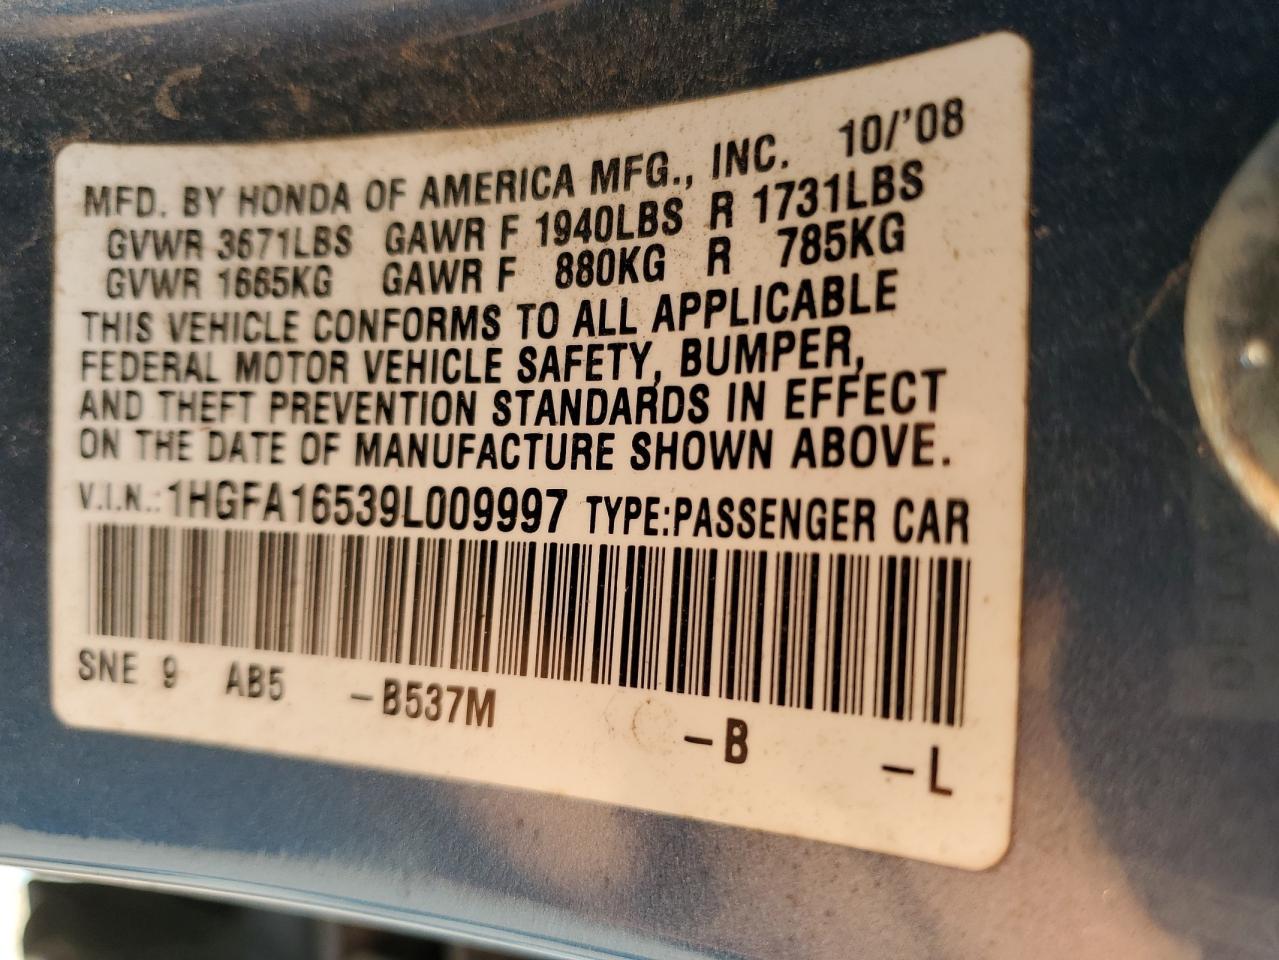 MFD. BY HONDA OF AMERICA MFG., INC. 10/'08
GVWR 3671LBS GAWR F 1940LBS R 1731LBS
GVWR 1665KG GAWR F 880KG R 785KG
THIS VEHICLE CONFORMS TO ALL APPLICABLE
FEDERAL MOTOR VEHICLE SAFETY, BUMPER,
AND THEFT PREVENTION STANDARDS IN EFFECT
ON THE DATE OF MANUFACTURE SHOWN ABOVE.
V.I.N.: 1HGFA16539L009997 TYPE:PASSENGER CAR
SNE 9 AB5 -B537M -B -L